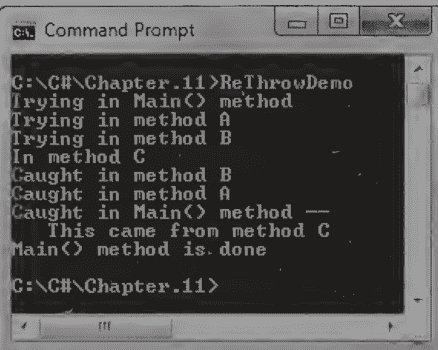 C:\. Command Prompt
C:\C#\Chapter.11>ReThrowDemo
Trying in Main() method
Trying in method A
Trying in method B
In method C
Caught in method B
Caught in method A
Caught in Main() method --
This came from method C
Main() method is done
C:\C#\Chapter.11>